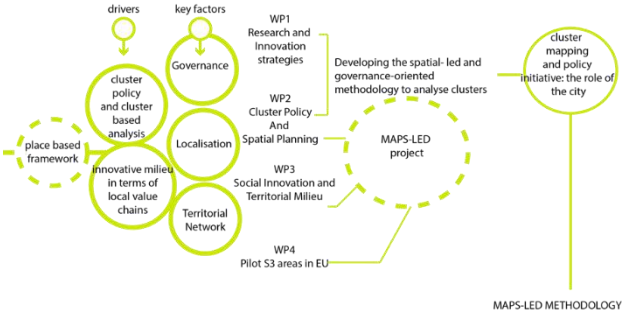 drivers
key factors
WP1
Research and
Innovation
strategies
cluster
mapping
and policy
initiative: the role of
the city
Governance
Developing the spatial- led and
governance-oriented
methodology to analyse clusters
cluster
policy
and cluster
based
analysis
WP2
Cluster Policy
And
Spatial Planning
place based
framework
Localisation
MAPS-LED
project
innovative milieu
in terms of
local value
chains
WP3
Social Innovation and
Territorial Milieu
Territorial
Network
WP4
Pilot S3 areas in EU
MAPS-LED METHODOLOGY